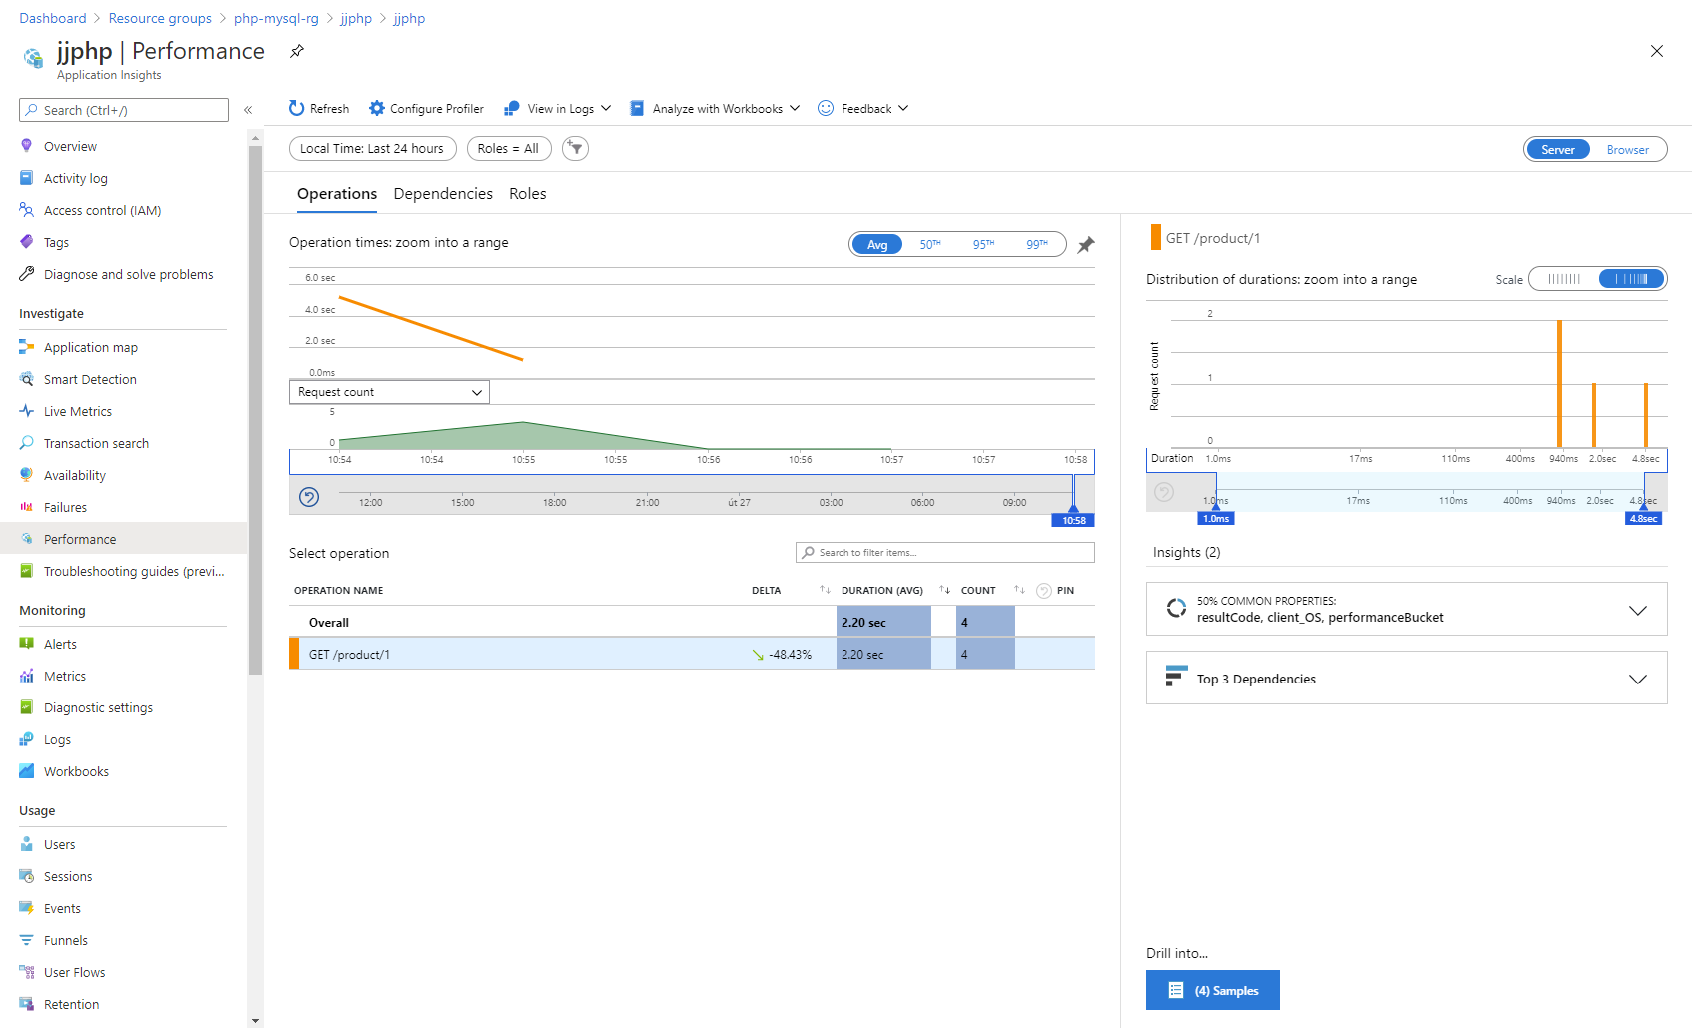 Dashboard > Resource groups > php-mysql-rg > jjphp > jjphp
jjphp | Performance
Application Insights
Search (Ctrl+/)
«
Overview
Activity log
Access control (IAM)
Tags
Diagnose and solve problems
Investigate
Application map
Smart Detection
Live Metrics
Transaction search
Availability
Failures
Performance
Troubleshooting guides (previ...
Monitoring
Alerts
Metrics
Diagnostic settings
Logs
Workbooks
Usage
Users
Sessions
Events
Funnels
User Flows
Retention
Refresh Configure Profiler View in Logs Analyze with Workbooks Feedback
Local Time: Last 24 hours Roles = All
Server Browser
Operations Dependencies Roles
Operation times: zoom into a range
Avg 50TH 95TH 99TH
6.0 sec
4.0 sec
2.0 sec
0.0ms
Request count
5
0
10:54 10:54 10:55 10:55 10:56 10:56 10:57 10:57 10:58
12:00 15:00 18:00 21:00 út 27 03:00 06:00 09:00
10:58
Select operation
Search to filter items...
OPERATION NAME DELTA DURATION (AVG) COUNT PIN
Overall 2.20 sec 4
GET /product/1 -48.43% 2.20 sec 4
GET /product/1
Distribution of durations: zoom into a range
Scale
Request count
2
1
0
Duration 1.0ms 17ms 110ms 400ms 940ms 2.0sec 4.8sec
1.0ms 17ms 110ms 400ms 940ms 2.0sec 4.8sec
1.0ms 4.8sec
Insights (2)
50% COMMON PROPERTIES:
resultCode, client_OS, performanceBucket
Top 3 Dependencies
Drill into...
(4) Samples